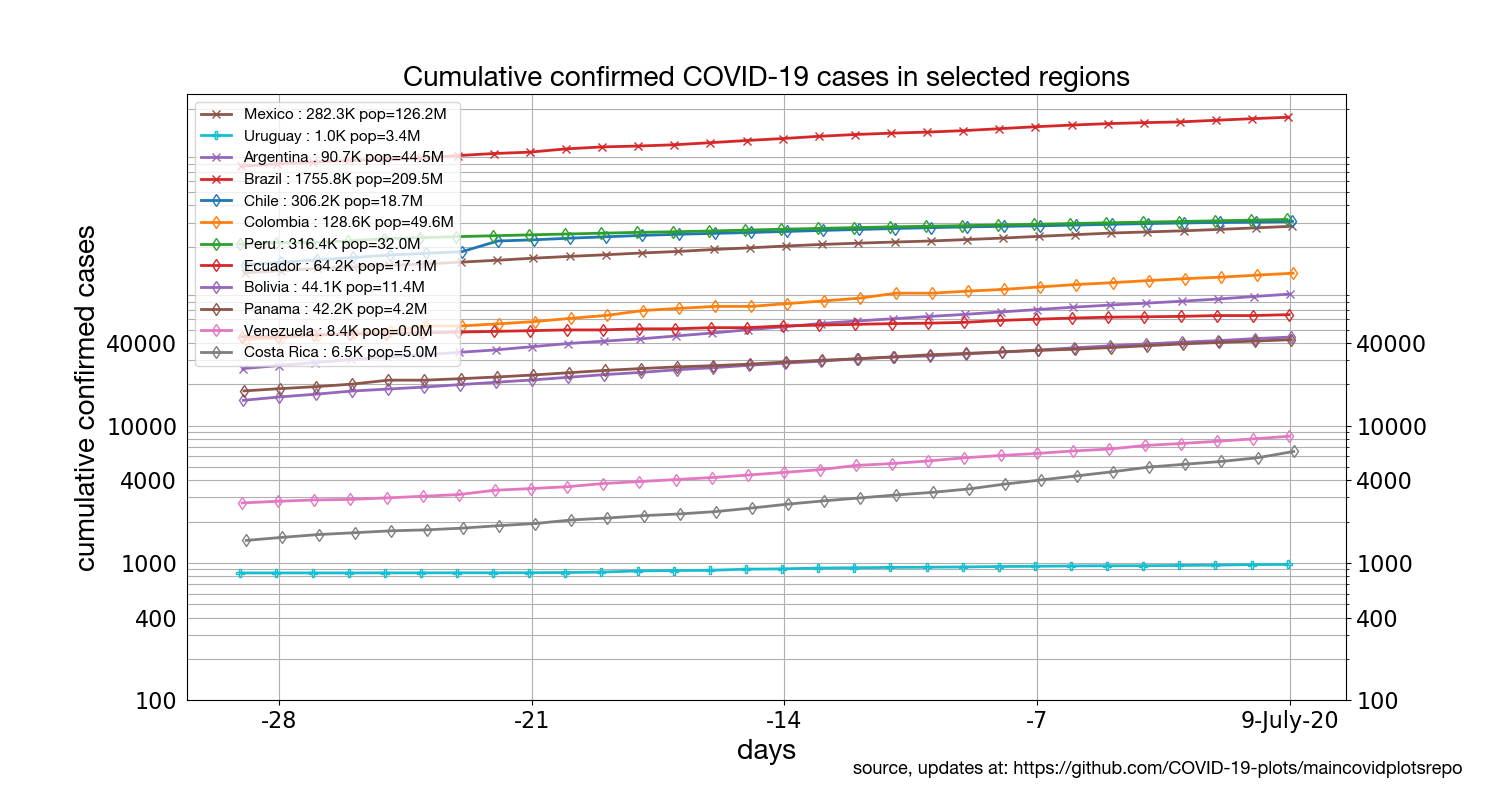 Cumulative confirmed COVID-19 cases in selected regions
Mexico : 282.3K pop=126.2M
Uruguay : 1.0K pop=3.4M
Argentina : 90.7K pop=44.5M
Brazil : 1755.8K pop=209.5M
Chile : 306.2K pop=18.7M
Colombia : 128.6K pop=49.6M
Peru : 316.4K pop=32.0M
Ecuador : 64.2K pop=17.1M
Bolivia : 44.1K pop=11.4M
Panama : 42.2K pop=4.2M
Venezuela : 8.4K pop=0.0M
Costa Rica : 6.5K pop=5.0M
cumulative confirmed cases
40000 40000
10000 10000
4000 4000
1000 1000
400 400
100 100
-28 -21 -14 -7 9-July-20
days
source, updates at: https://github.com/COVID-19-plots/maincovidplotsrepo